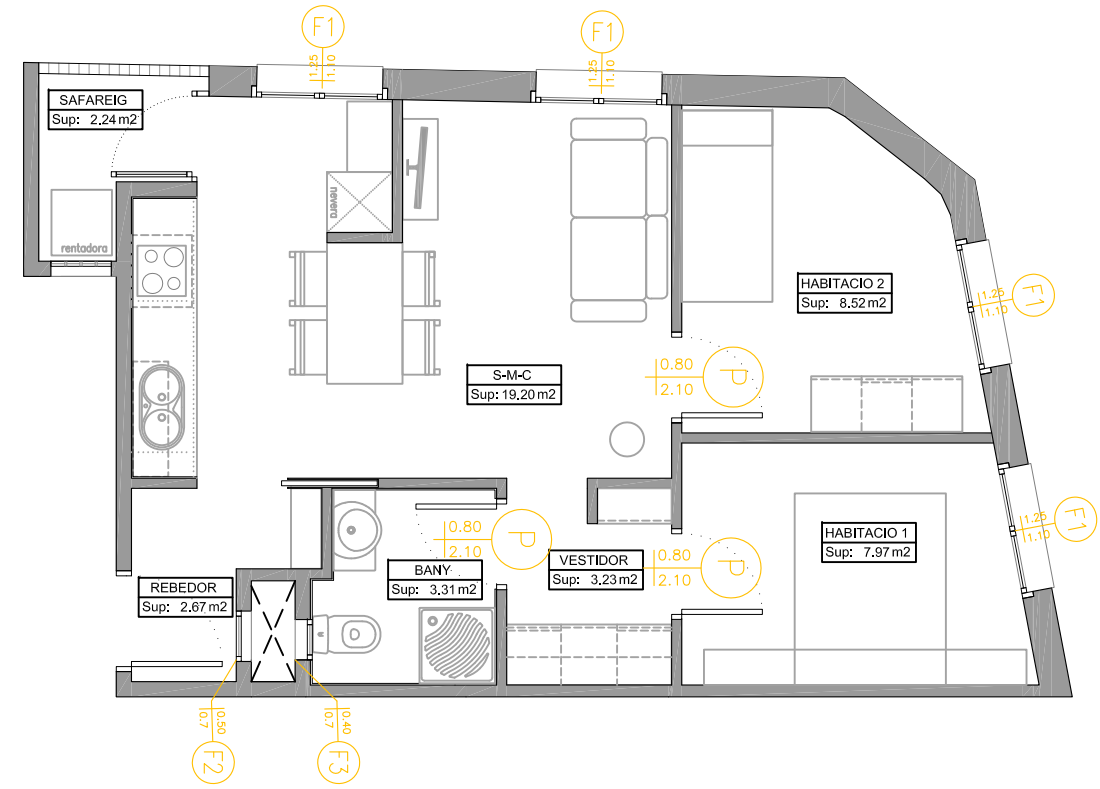 F1
1.25
1.10
F1
1.25
1.10
SAFAREIG
Sup: 2.24 m2
nevera
rentadora
HABITACIO 2
Sup: 8.52 m2
1.25
1.10
F1
0.80
2.10
P
S-M-C
Sup: 19.20 m2
0.80
2.10
P
HABITACIO 1
Sup: 7.97 m2
1.25
1.10
F1
VESTIDOR
Sup: 3.23 m2
0.80
2.10
P
BANY
Sup: 3.31 m2
REBEDOR
Sup: 2.67 m2
0.50
0.7
F2
0.40
0.7
F3